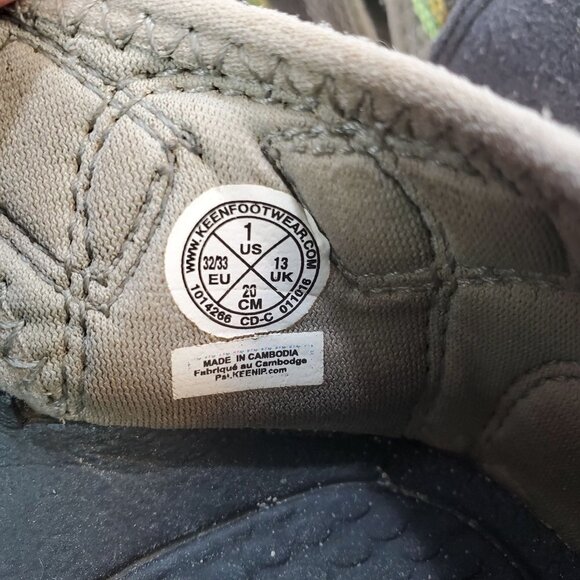 WWW.KEENFOOTWEAR.COM
1
US
32/33
EU
13
UK
20
CM
1014266 CD-C 011016
MADE IN CAMBODIA
Fabriqué au Cambodge
Pat.KEENIP.com